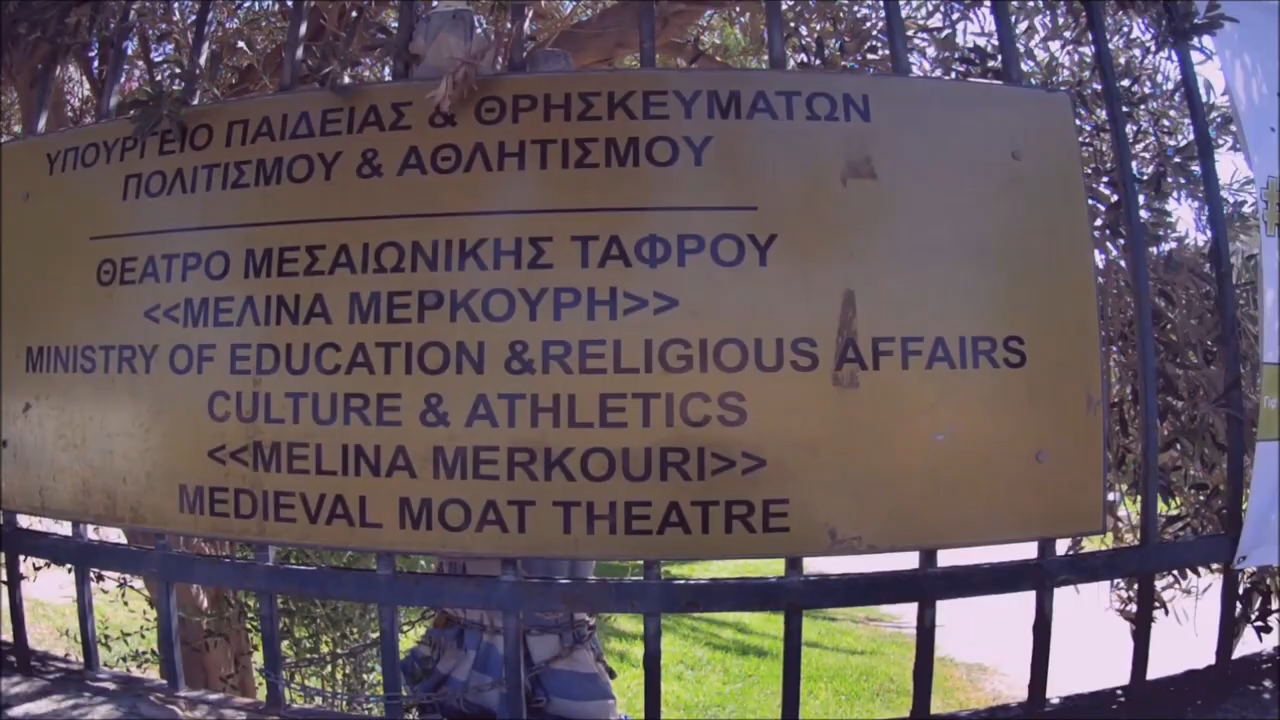 ΥΠΟΥΡΓΕΙΟ ΠΑΙΔΕΙΑΣ & ΘΡΗΣΚΕΥΜΑΤΩΝ
ΠΟΛΙΤΙΣΜΟΥ & ΑΘΛΗΤΙΣΜΟΥ
ΘΕΑΤΡΟ ΜΕΣΑΙΩΝΙΚΗΣ ΤΑΦΡΟΥ
<<ΜΕΛΙΝΑ ΜΕΡΚΟΥΡΗ>>
MINISTRY OF EDUCATION &RELIGIOUS AFFAIRS
CULTURE & ATHLETICS
<<MELINA MERKOURI>>
MEDIEVAL MOAT THEATRE